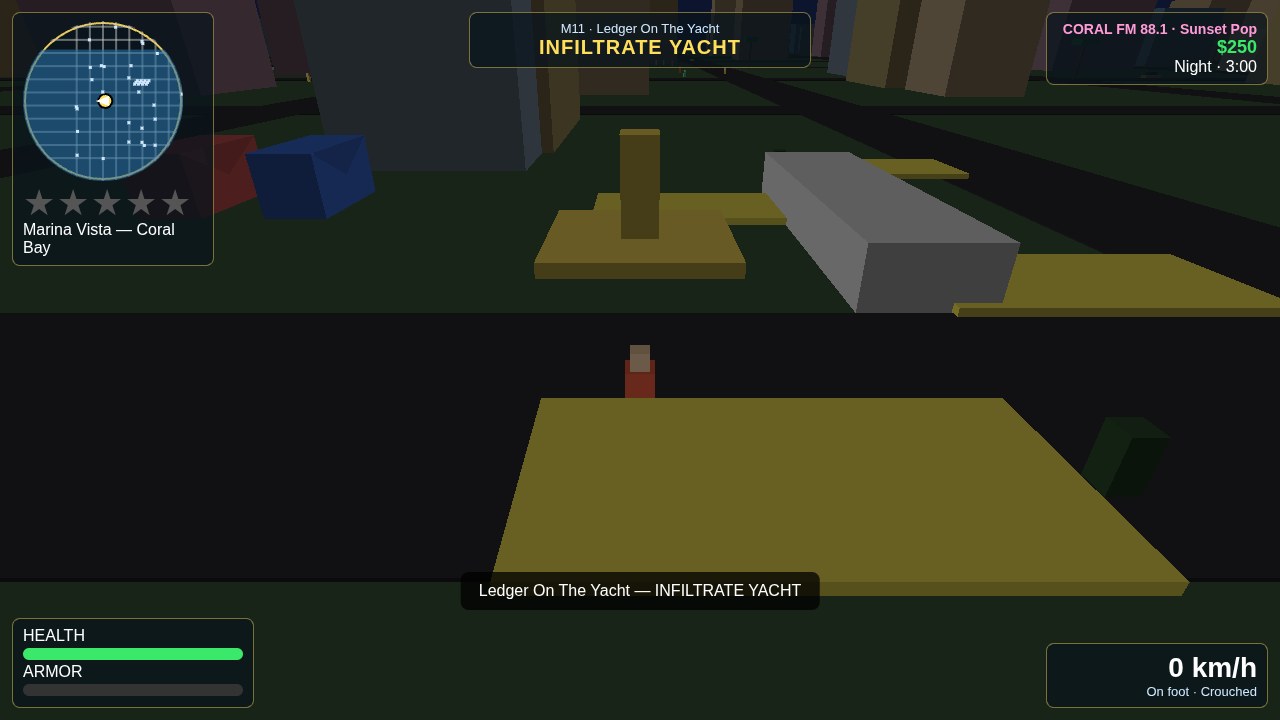 M11 · Ledger On The Yacht
INFILTRATE YACHT
CORAL FM 88.1 · Sunset Pop
$250
Night · 3:00
Marina Vista — Coral
Bay
Ledger On The Yacht — INFILTRATE YACHT
HEALTH
ARMOR
0 km/h
On foot · Crouched